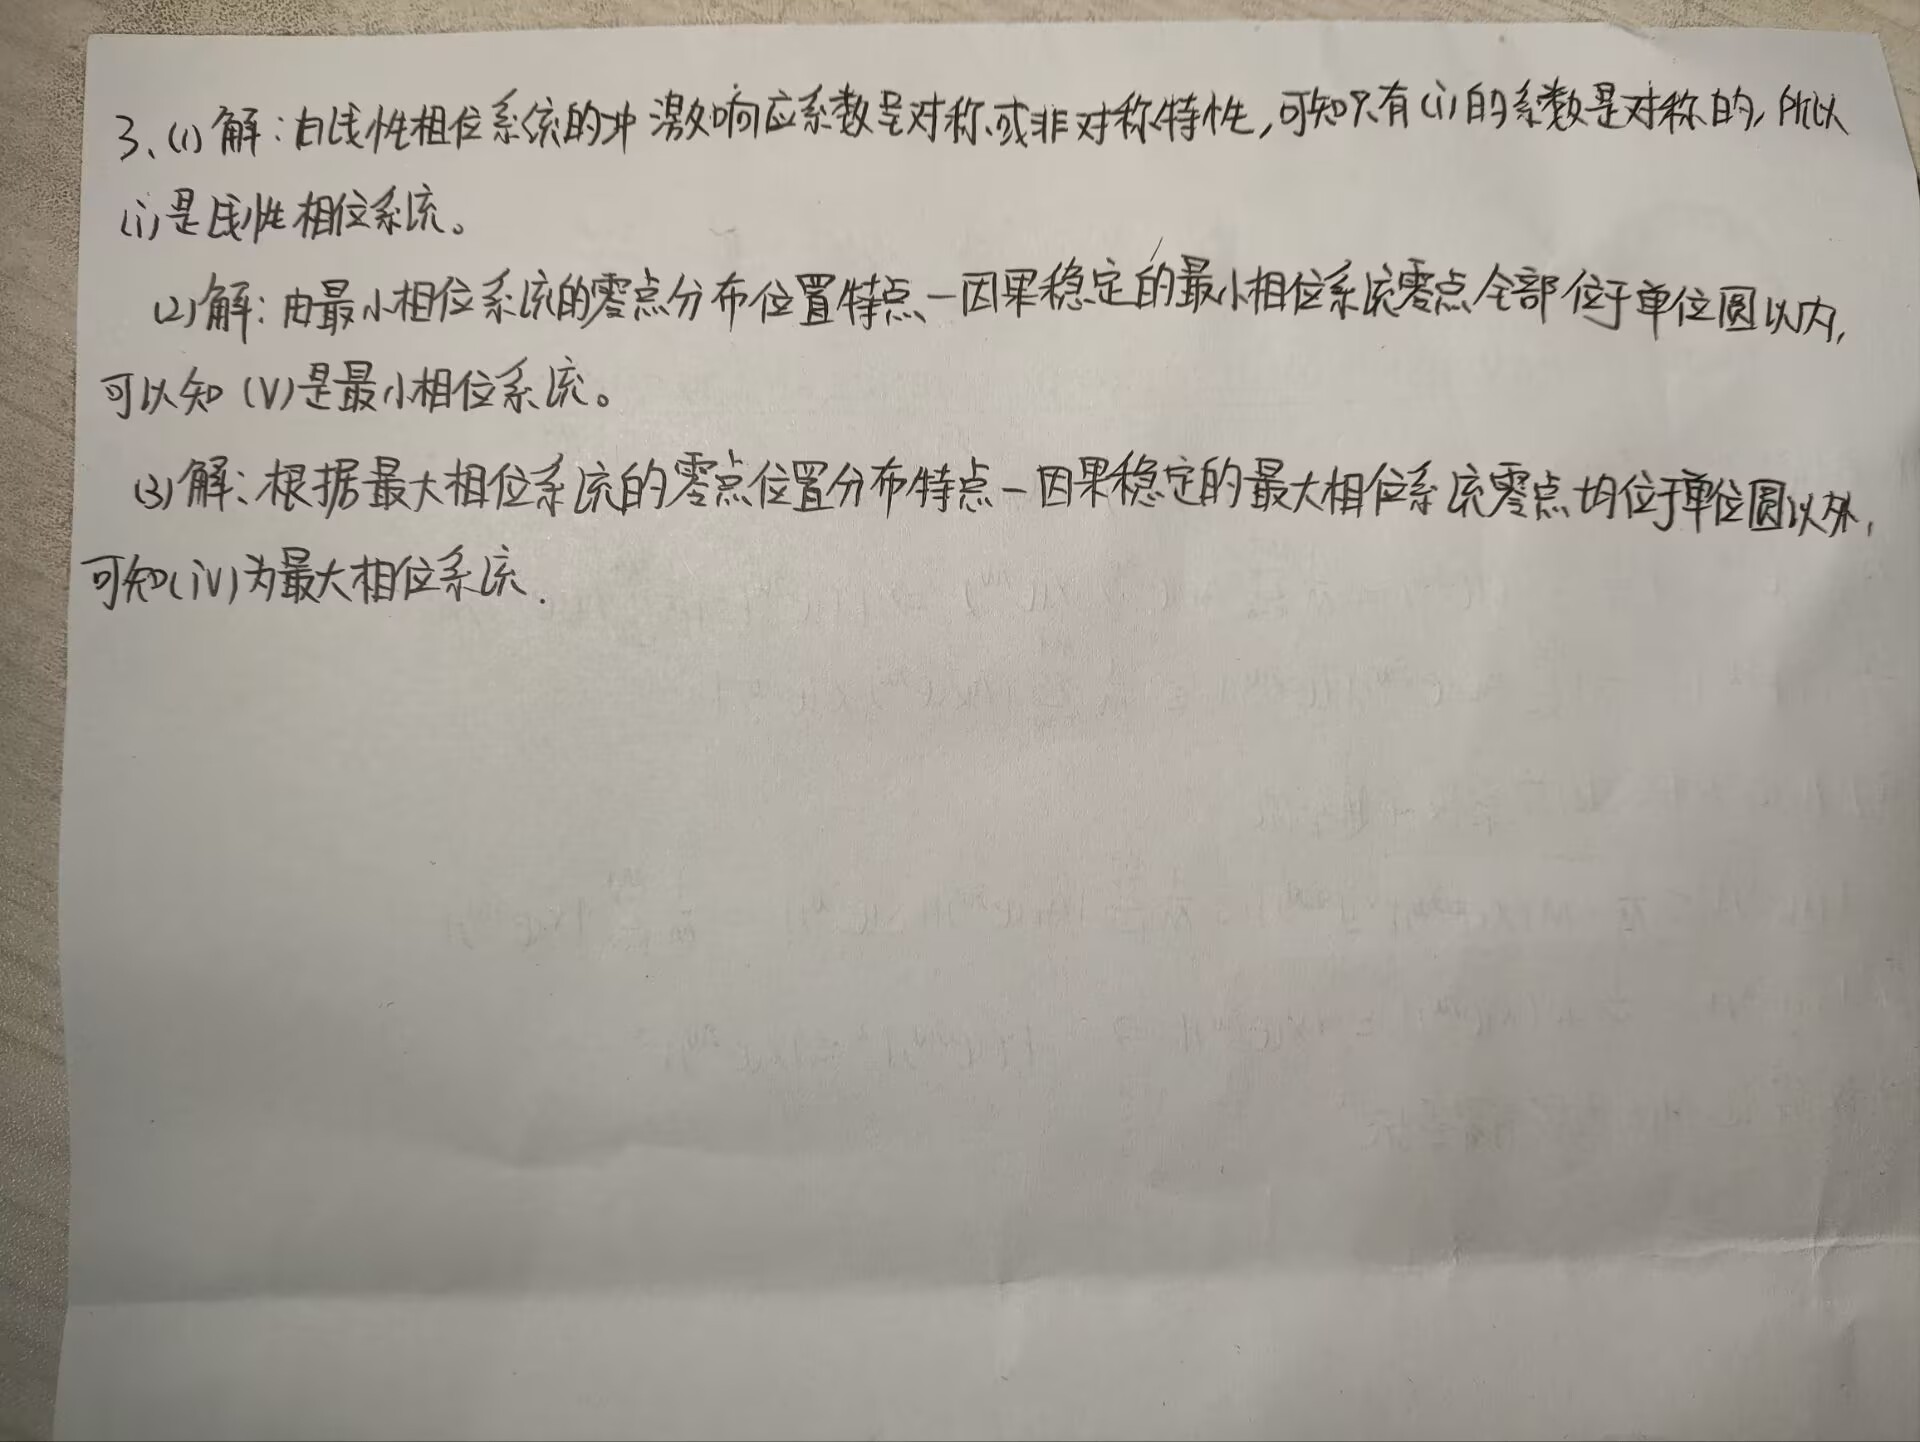 3、(1)解：由线性相位系统的冲激响应系数呈对称、或非对称特性，可知只有(i)的系数是对称的，所以
(i)是线性相位系统。
(2)解：由最小相位系统的零点分布位置特点—因果稳定的最小相位系统零点全部位于单位圆以内，
可以知(V)是最小相位系统。
(3)解：根据最大相位系统的零点位置分布特点—因果稳定的最大相位系统零点均位于单位圆以外，
可知(iV)为最大相位系统.